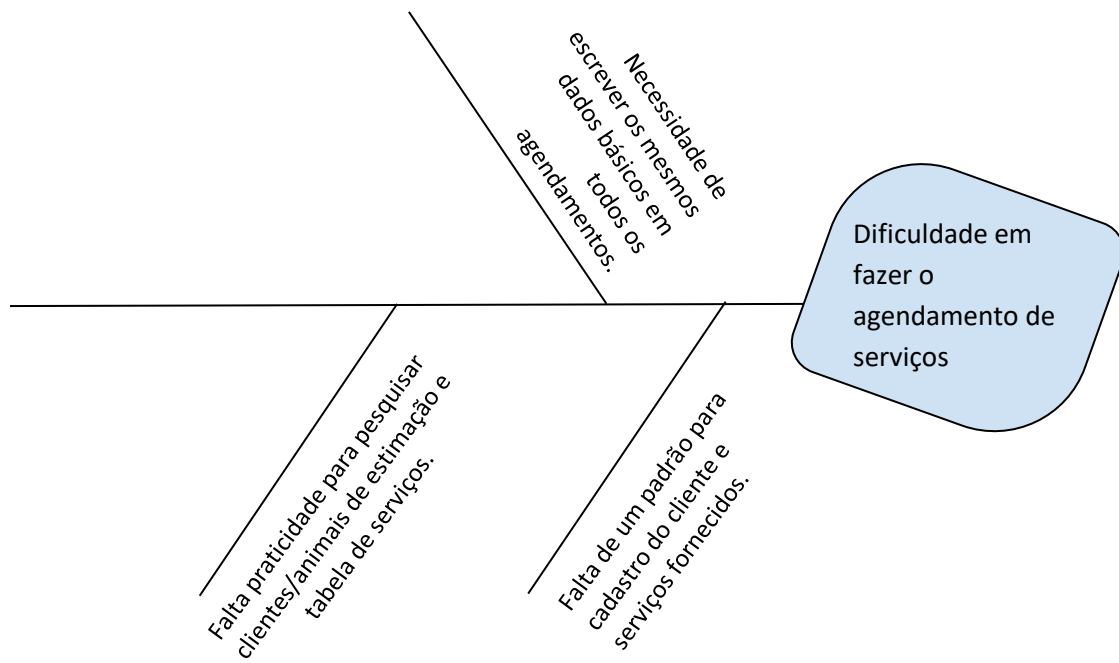 Necessidade de
escrever os mesmos
dados básicos em
todos os
agendamentos.
Dificuldade em
fazer o
agendamento de
serviços
Falta praticidade para pesquisar
clientes/animais de estimação e
tabela de serviços.
Falta de um padrão para
cadastro do cliente e
serviços fornecidos.